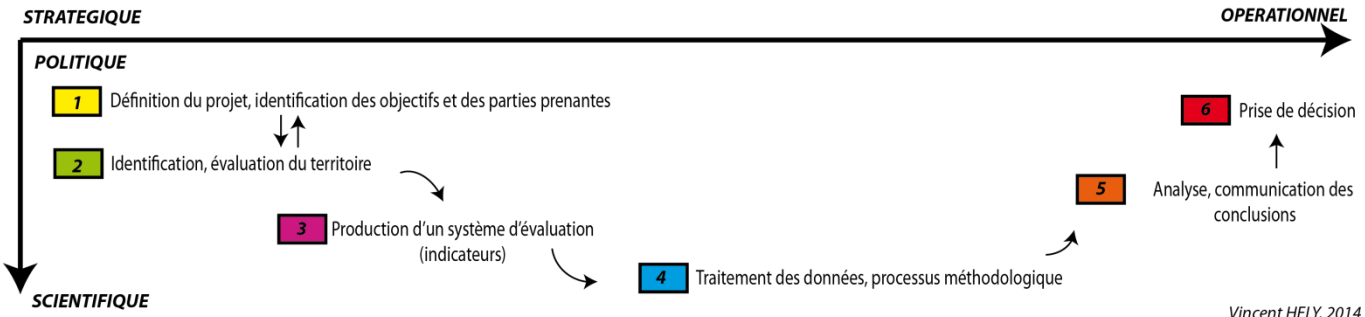 STRATEGIQUE
OPERATIONNEL
POLITIQUE
1 Définition du projet, identification des objectifs et des parties prenantes
6 Prise de décision
2 Identification, évaluation du territoire
5 Analyse, communication des
conclusions
3 Production d'un système d'évaluation
(indicateurs)
4 Traitement des données, processus méthodologique
SCIENTIFIQUE
Vincent HELY, 2014